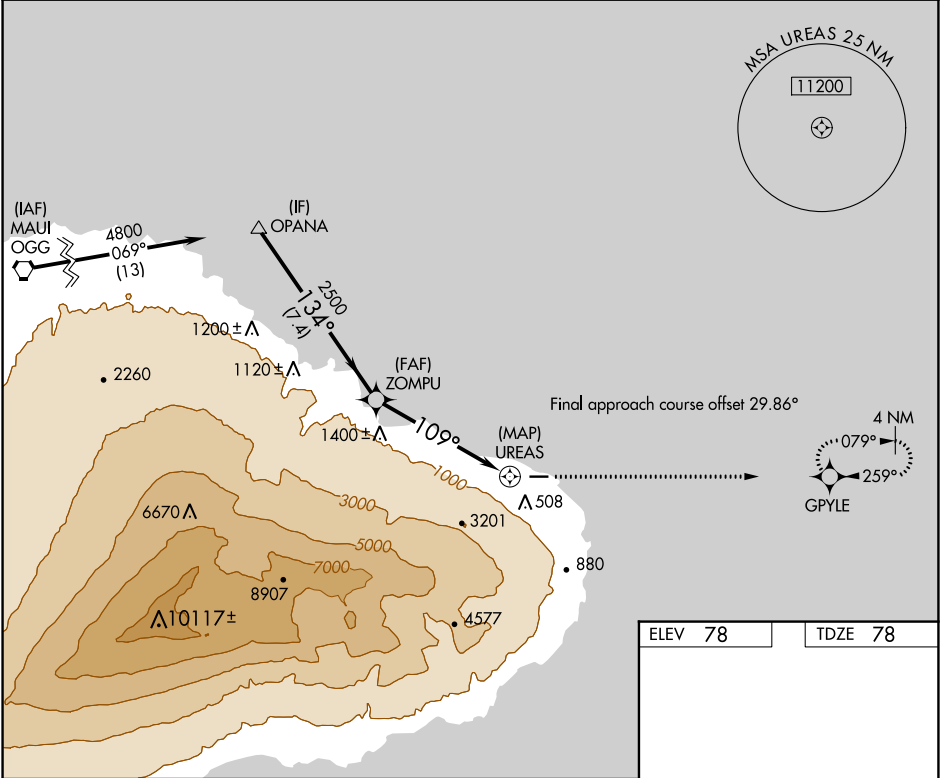 MSA UREAS 25 NM
11200
(IAF)
MAUI
OGG
4800
069°
(13)
(IF)
OPANA
2500
134°
(7.4)
1200 ±
1120 ±
2260
(FAF)
ZOMPU
Final approach course offset 29.86°
1400 ±
109°
(MAP)
UREAS
4 NM
079°
259°
GPYLE
1000
3000
508
6670
3201
5000
7000
880
8907
10117±
4577
ELEV 78
TDZE 78